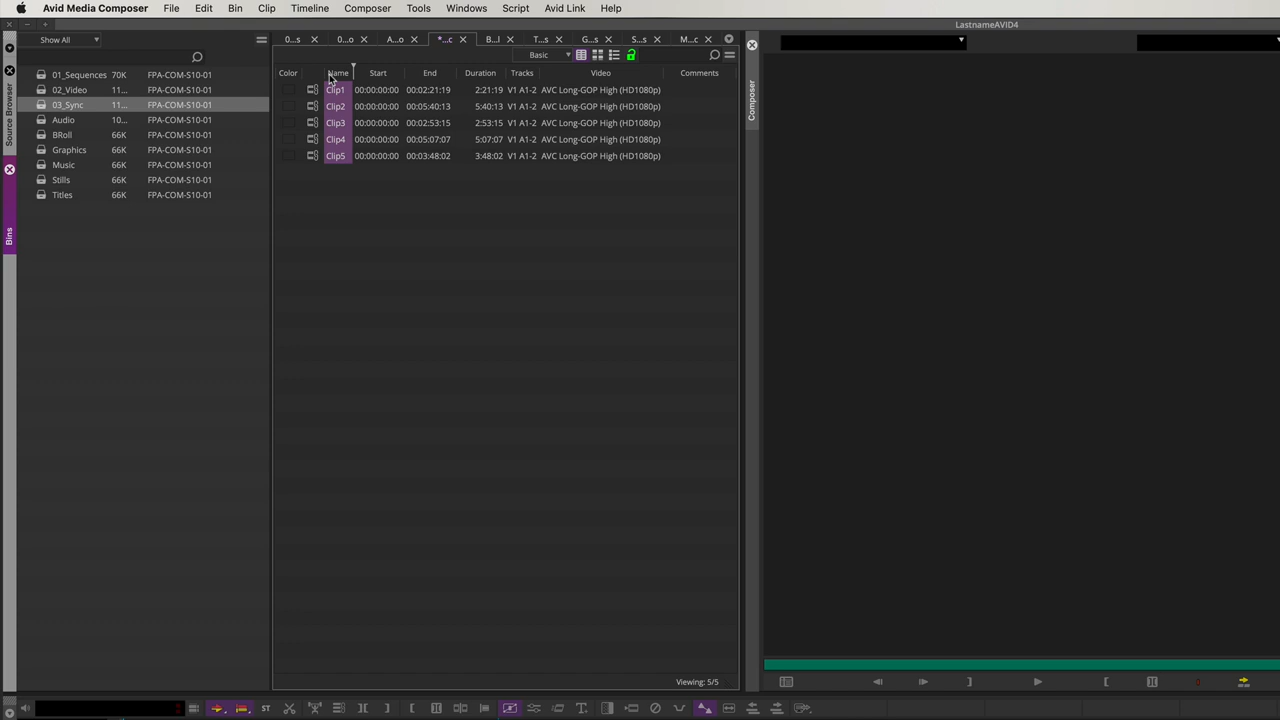 Avid Media Composer File Edit Bin Clip Timeline Composer Tools Windows Script Avid Link Help
LastnameAVID4
Show All
0...s 0...o A...o *...c B...l T...s G...s S...s M...c
Basic
Source Browser
Bins
01_Sequences 70K FPA-COM-S10-01
02_Video 11... FPA-COM-S10-01
03_Sync 11... FPA-COM-S10-01
Audio 10... FPA-COM-S10-01
BRoll 66K FPA-COM-S10-01
Graphics 66K FPA-COM-S10-01
Music 66K FPA-COM-S10-01
Stills 66K FPA-COM-S10-01
Titles 66K FPA-COM-S10-01
Color Name Start End Duration Tracks Video Comments
Clip1 00:00:00:00 00:02:21:19 2:21:19 V1 A1-2 AVC Long-GOP High (HD1080p)
Clip2 00:00:00:00 00:05:40:13 5:40:13 V1 A1-2 AVC Long-GOP High (HD1080p)
Clip3 00:00:00:00 00:02:53:15 2:53:15 V1 A1-2 AVC Long-GOP High (HD1080p)
Clip4 00:00:00:00 00:05:07:07 5:07:07 V1 A1-2 AVC Long-GOP High (HD1080p)
Clip5 00:00:00:00 00:03:48:02 3:48:02 V1 A1-2 AVC Long-GOP High (HD1080p)
Viewing: 5/5
Composer
ST